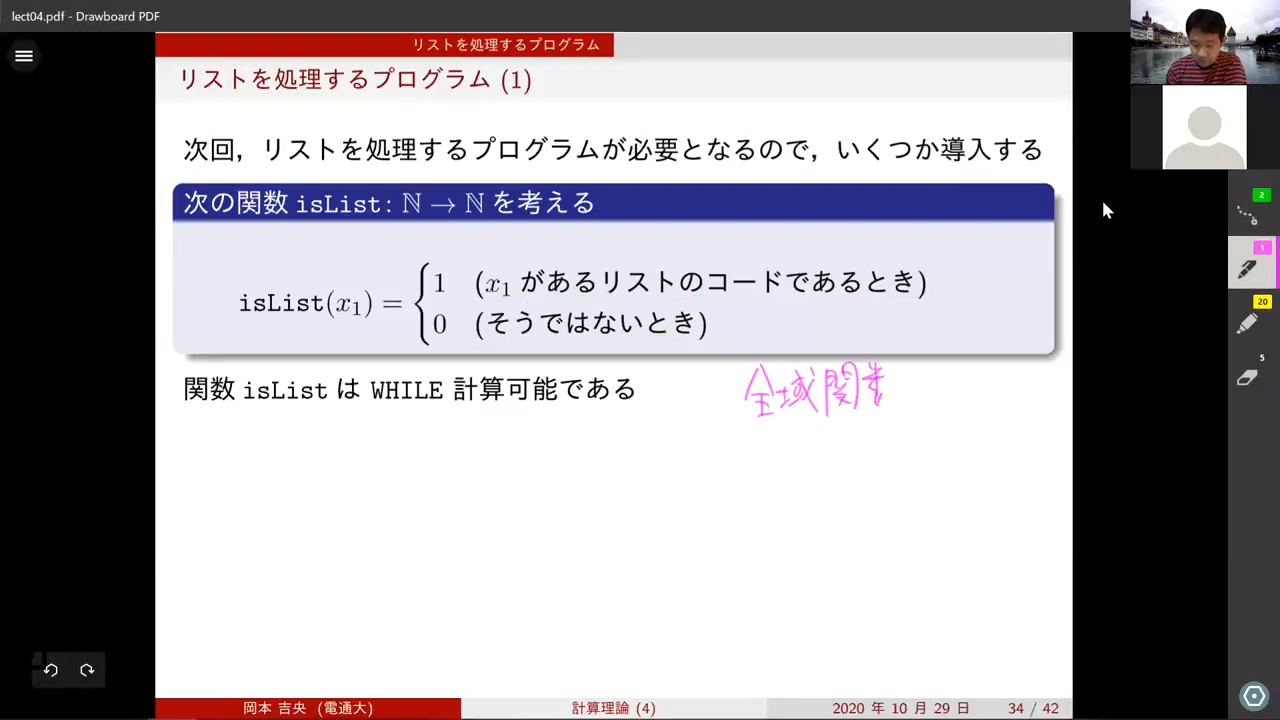 lect04.pdf - Drawboard PDF
リストを処理するプログラム
リストを処理するプログラム (1)
次回，リストを処理するプログラムが必要となるので，いくつか導入する
次の関数 isList: ℕ → ℕ を考える
isList(x₁) = { 1 (x₁ があるリストのコードであるとき)
0 (そうではないとき)
関数 isList は WHILE 計算可能である
全域関
岡本 吉央 (電通大)
計算理論 (4)
2020 年 10 月 29 日
34 / 42
2
1
20
5